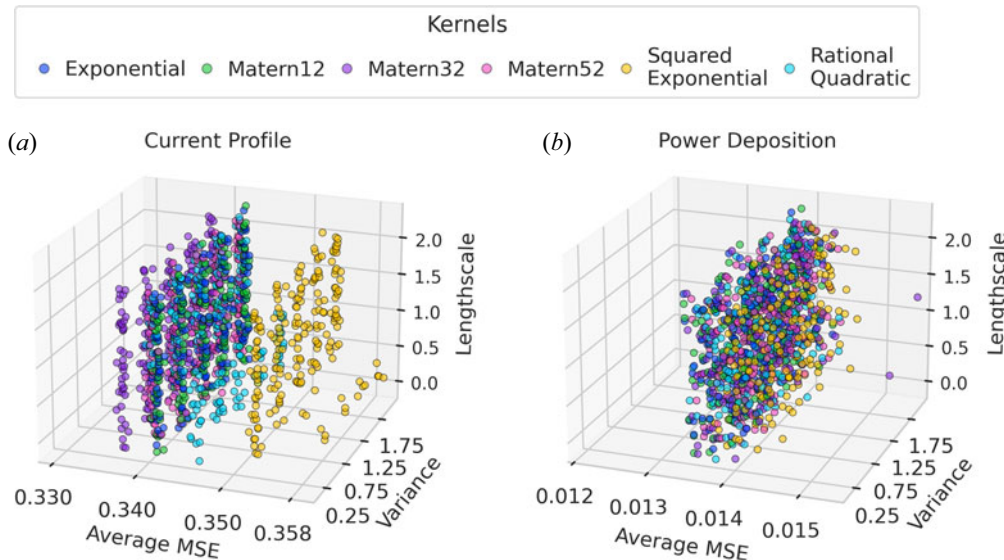 Kernels
Exponential Matern12 Matern32 Matern52 Squared Exponential Rational Quadratic
(a) Current Profile
(b) Power Deposition
2.0
1.5
1.0
0.5
0.0
Lengthscale
1.75
1.25
0.75
0.25
Variance
0.330
0.340
0.350
0.358
Average MSE
2.0
1.5
1.0
0.5
0.0
Lengthscale
1.75
1.25
0.75
0.25
Variance
0.012
0.013
0.014
0.015
Average MSE